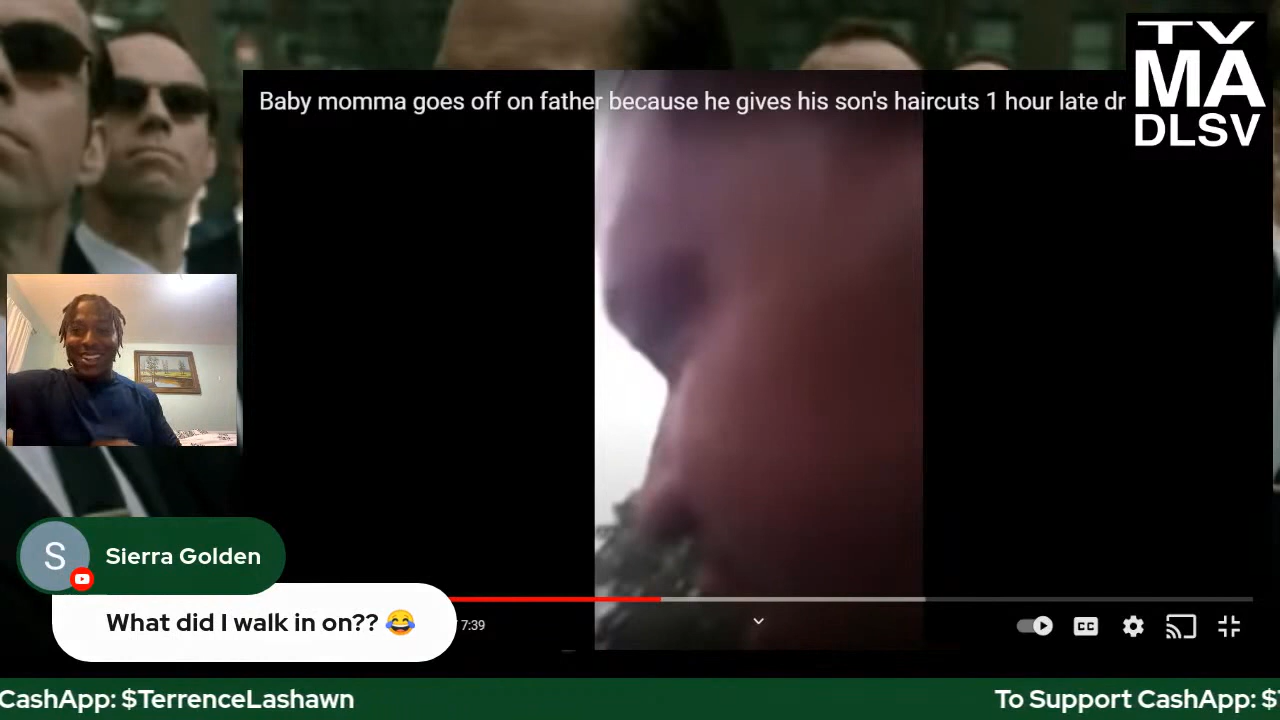 TV
MA
DLSV
Baby momma goes off on father because he gives his son's haircuts 1 hour late dr
S
Sierra Golden
What did I walk in on?? 😂
/ 7:39
CC
CashApp: $TerrenceLashawn
To Support CashApp: $T